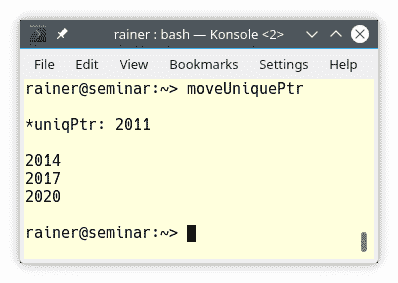 rainer : bash — Konsole <2>
File Edit View Bookmarks Settings Help
rainer@seminar:~> moveUniquePtr
*uniqPtr: 2011
2014
2017
2020
rainer@seminar:~>